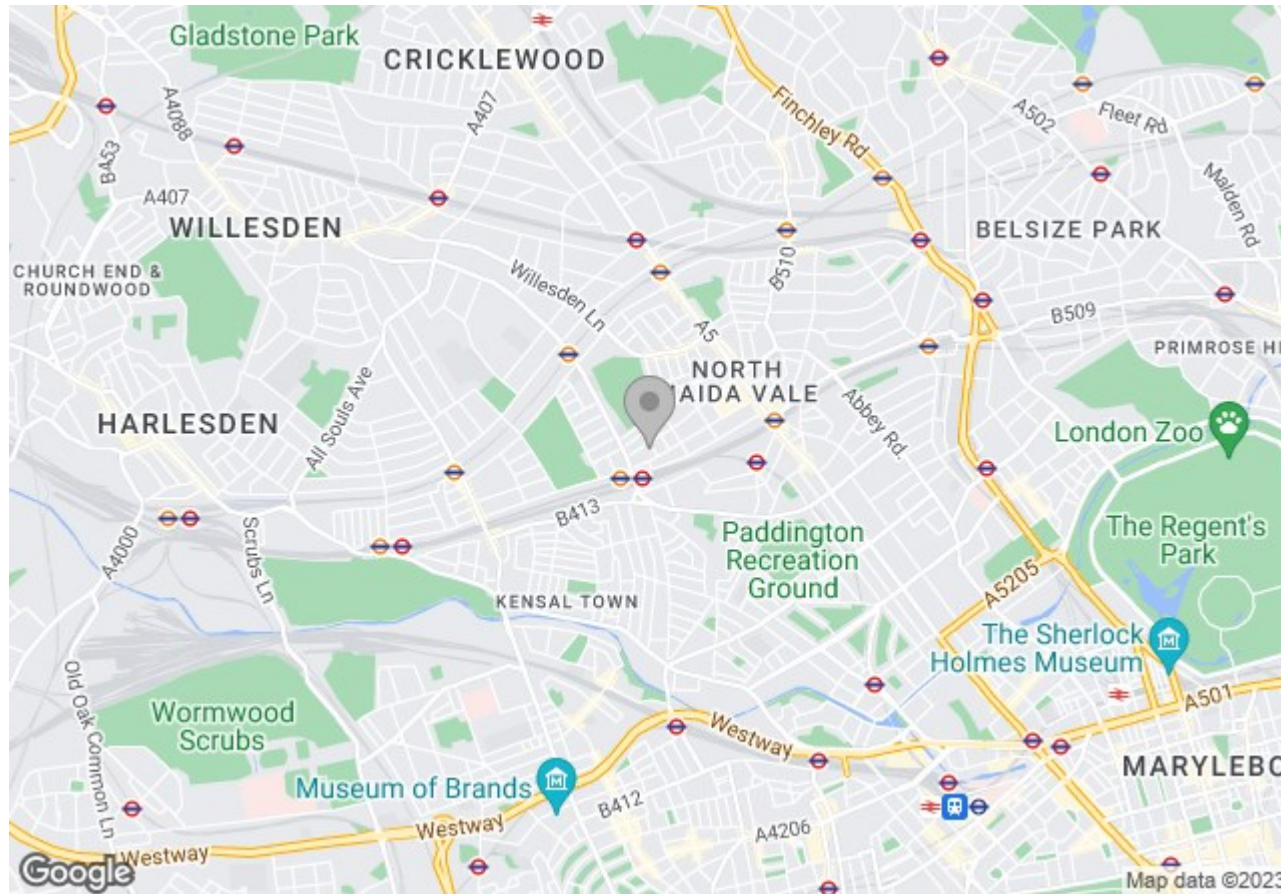 Gladstone Park
CRICKLEWOOD
A4088
A407
Finchley Rd
A502
Fleet Rd
B453
A407
Malden Rd
WILLESDEN
BELSIZE PARK
CHURCH END &
ROUNDWOOD
Willesden Ln
B510
A5
B509
PRIMROSE HI
NORTH
MAIDA VALE
All Souls Ave
Abbey Rd.
HARLESDEN
London Zoo
B413
A4000
Scrubs Ln
Paddington
Recreation
Ground
The Regent's
Park
A5205
KENSAL TOWN
The Sherlock
Holmes Museum
Old Oak Common Ln
Wormwood
Scrubs
A501
Westway
MARYLEBO
Museum of Brands
B412
Westway
A4206
Westway
Google
Map data ©2023